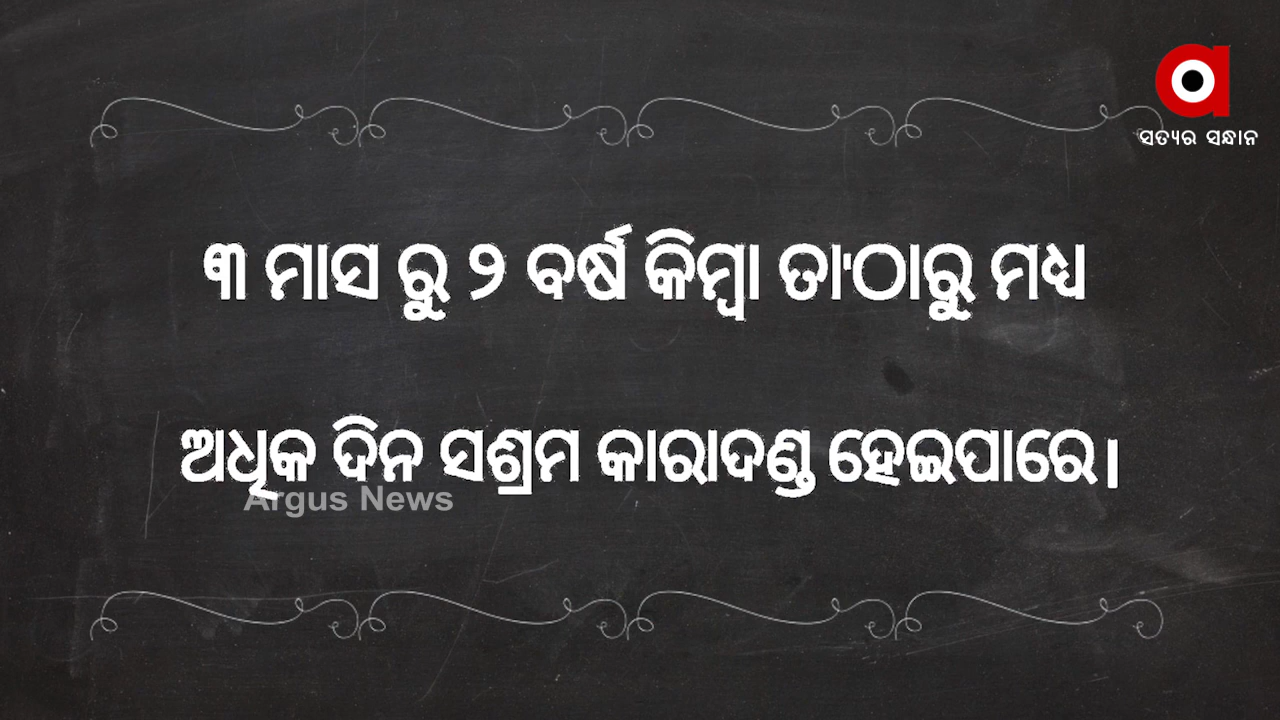 ସତ୍ୟର ସନ୍ଧାନ
୩ ମାସ ରୁ ୨ ବର୍ଷ କିମ୍ବା ତା'ଠାରୁ ମଧ୍ୟ
ଅଧିକ ଦିନ ସଶ୍ରମ କାରାଦଣ୍ଡ ହେଇପାରେ।
Argus News